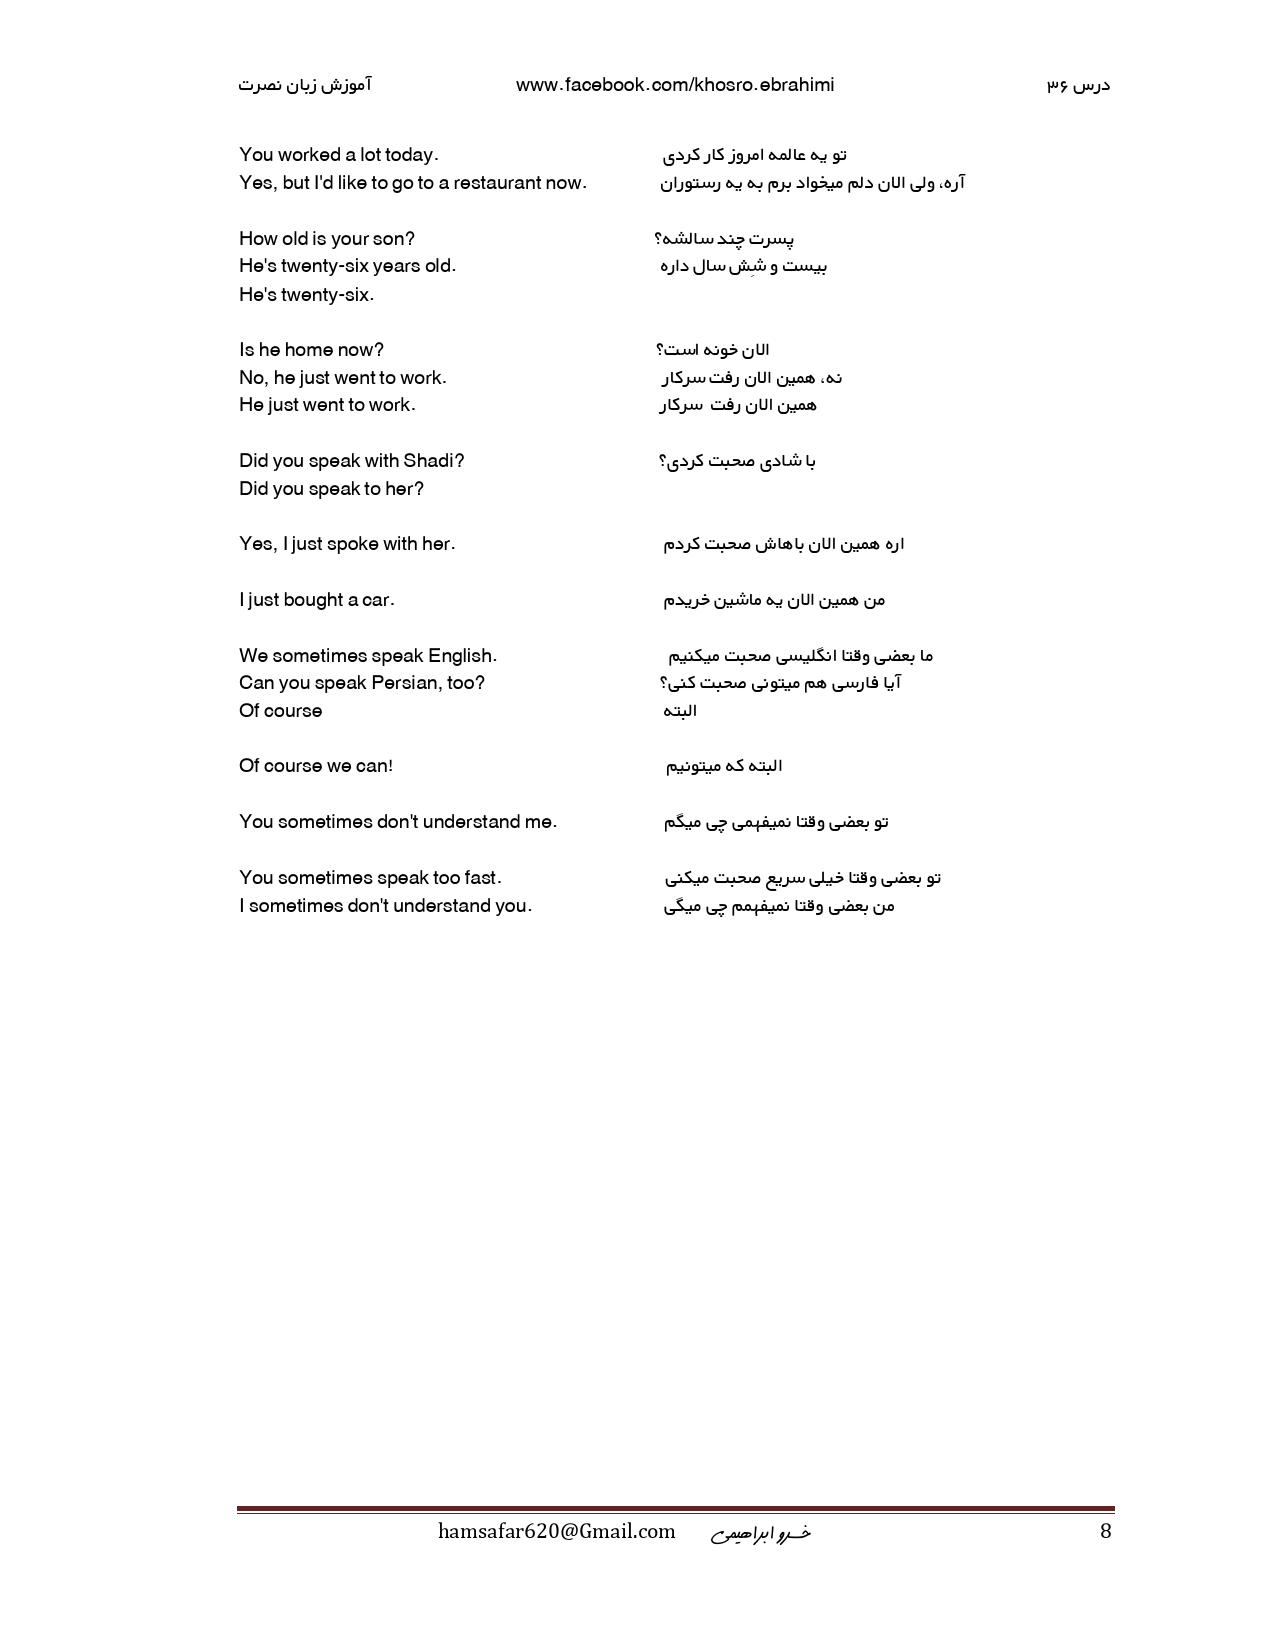 آموزش زبان نصرت www.facebook.com/khosro.ebrahimi درس ۳۶
You worked a lot today. تو یه عالمه امروز کار کردی
Yes, but I'd like to go to a restaurant now. آره، ولی الان دلم میخواد برم به یه رستوران
How old is your son? پسرت چند سالشه؟
He's twenty-six years old. بیست و شِش سال داره
He's twenty-six.
Is he home now? الان خونه است؟
No, he just went to work. نه، همین الان رفت سرکار
He just went to work. همین الان رفت سرکار
Did you speak with Shadi? با شادی صحبت کردی؟
Did you speak to her?
Yes, I just spoke with her. اره همین الان باهاش صحبت کردم
I just bought a car. من همین الان یه ماشین خریدم
We sometimes speak English. ما بعضی وقتا انگلیسی صحبت میکنیم
Can you speak Persian, too? آیا فارسی هم میتونی صحبت کنی؟
Of course البته
Of course we can! البته که میتونیم
You sometimes don't understand me. تو بعضی وقتا نمیفهمی چی میگم
You sometimes speak too fast. تو بعضی وقتا خیلی سریع صحبت میکنی
I sometimes don't understand you. من بعضی وقتا نمیفهمم چی میگی
hamsafar620@Gmail.com خسرو ابراهیمی 8